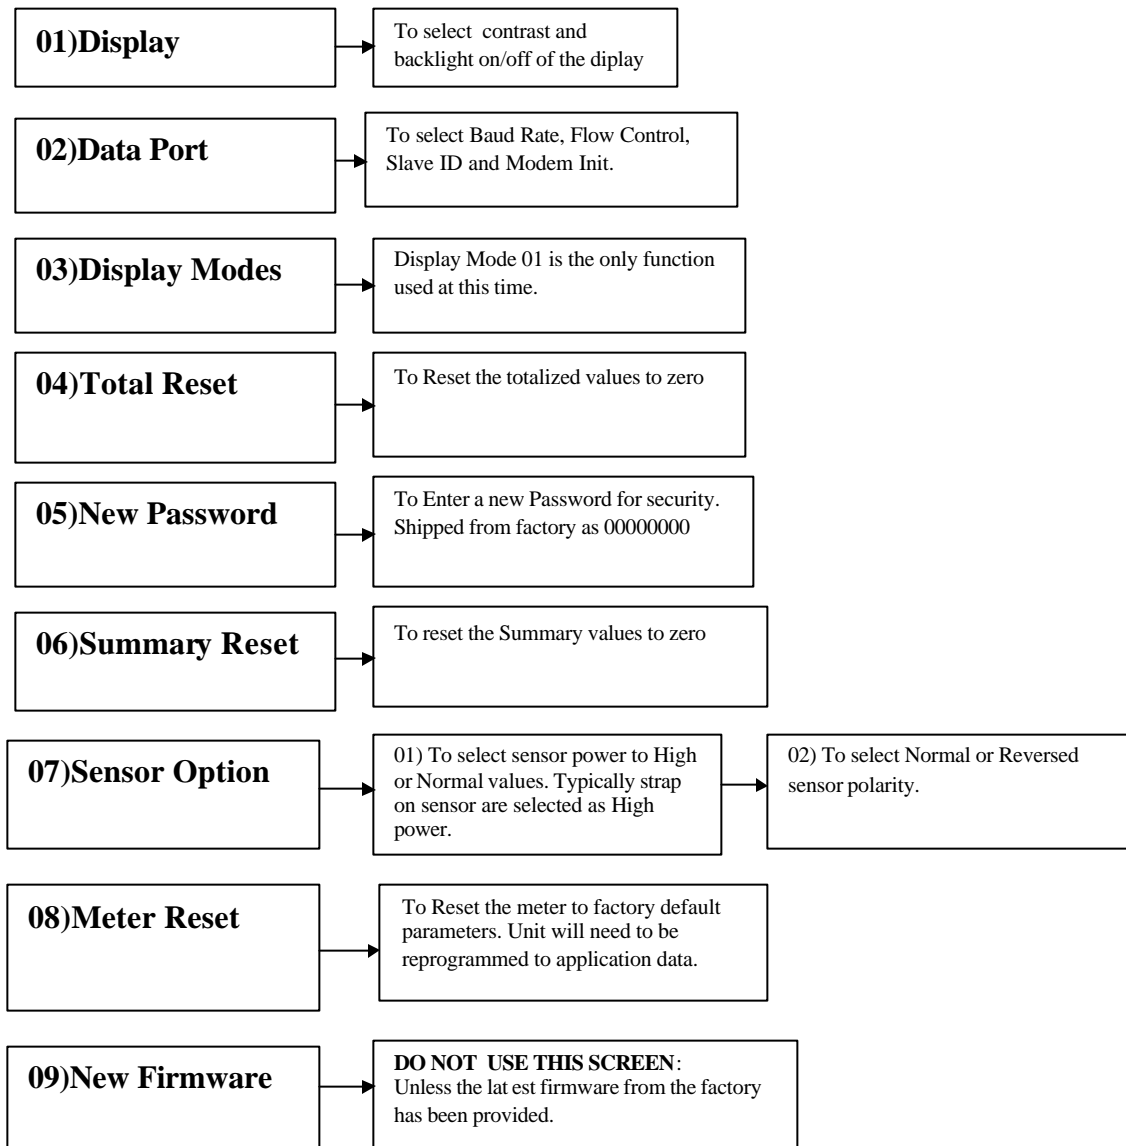 01)Display
To select contrast and
backlight on/off of the diplay
02)Data Port
To select Baud Rate, Flow Control,
Slave ID and Modem Init.
03)Display Modes
Display Mode 01 is the only function
used at this time.
04)Total Reset
To Reset the totalized values to zero
05)New Password
To Enter a new Password for security.
Shipped from factory as 00000000
06)Summary Reset
To reset the Summary values to zero
07)Sensor Option
01) To select sensor power to High
or Normal values. Typically strap
on sensor are selected as High
power.
02) To select Normal or Reversed
sensor polarity.
08)Meter Reset
To Reset the meter to factory default
parameters. Unit will need to be
reprogrammed to application data.
09)New Firmware
DO NOT USE THIS SCREEN:
Unless the lat est firmware from the factory
has been provided.